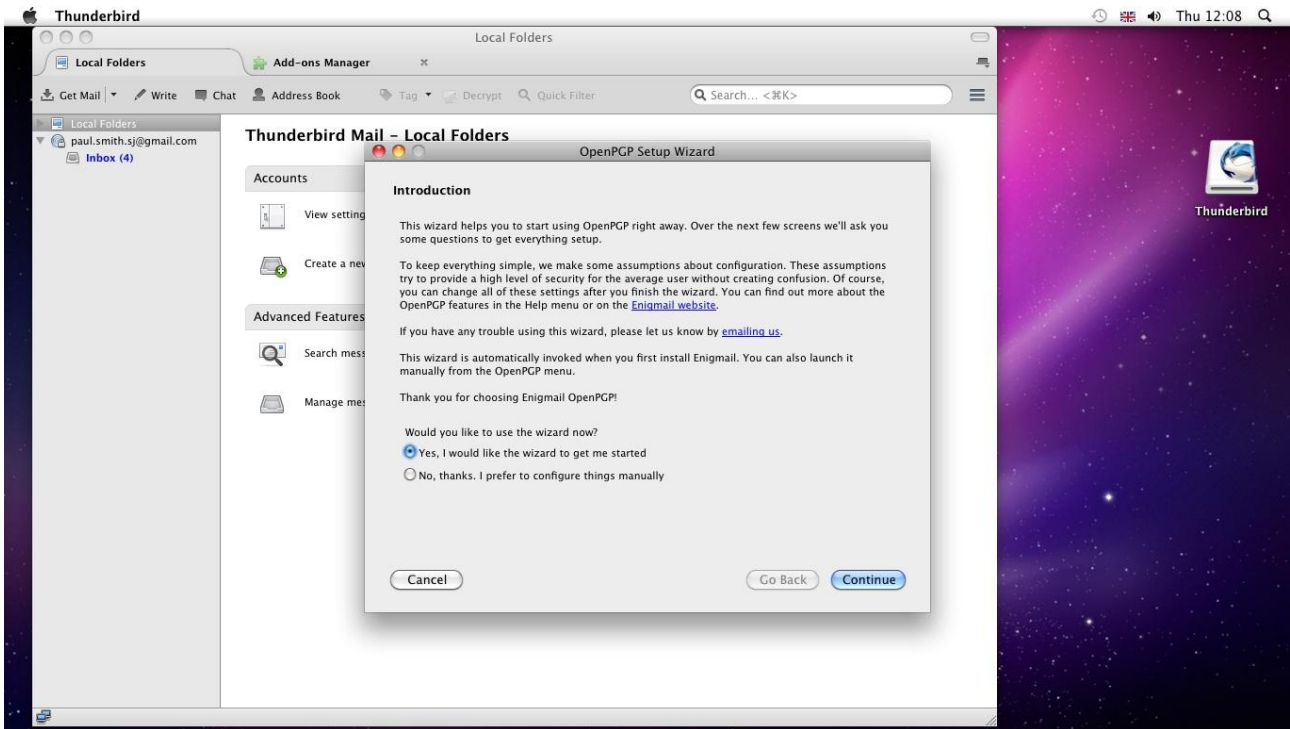 Thunderbird
Thu 12:08
Local Folders
Local Folders
Add-ons Manager
Get Mail
Write
Chat
Address Book
Tag
Decrypt
Quick Filter
Search... <⌘K>
Local Folders
paul.smith.sj@gmail.com
Inbox (4)
Thunderbird Mail – Local Folders
Accounts
View setting
Create a new
Advanced Features
Search mess
Manage mes
OpenPGP Setup Wizard
Introduction
This wizard helps you to start using OpenPGP right away. Over the next few screens we'll ask you
some questions to get everything setup.
To keep everything simple, we make some assumptions about configuration. These assumptions
try to provide a high level of security for the average user without creating confusion. Of course,
you can change all of these settings after you finish the wizard. You can find out more about the
OpenPGP features in the Help menu or on the Enigmail website.
If you have any trouble using this wizard, please let us know by emailing us.
This wizard is automatically invoked when you first install Enigmail. You can also launch it
manually from the OpenPGP menu.
Thank you for choosing Enigmail OpenPGP!
Would you like to use the wizard now?
Yes, I would like the wizard to get me started
No, thanks. I prefer to configure things manually
Cancel
Go Back
Continue
Thunderbird